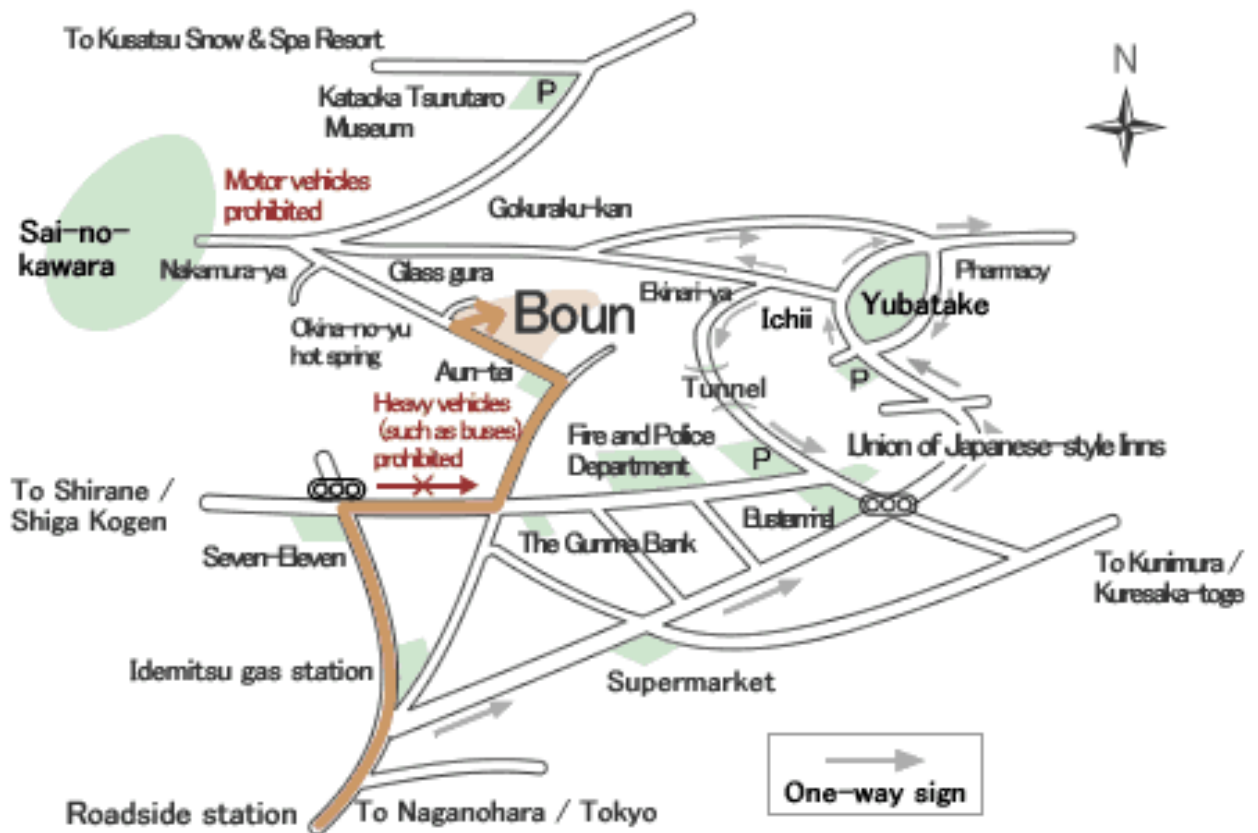 To Kusatsu Snow & Spa Resort
N
P
Kataoka Tsurutaro
Museum
Motor vehicles
prohibited
Gokuraku-kan
Sai-no-
kawara
Nakamura-ya
Glass gura
Ekinari-ya
Pharmacy
Boun
Ichii
Yubatake
Okina-no-yu
hot spring
Aun-tei
P
Tunnel
Heavy vehicles
(such as buses)
prohibited
Fire and Police
Department
P
Union of Japanese-style Inns
To Shirane /
Shiga Kogen
Seven-Eleven
The Gunma Bank
To Kunimura /
Kuresaka-toge
Idemitsu gas station
Supermarket
One-way sign
Roadside station
To Naganohara / Tokyo